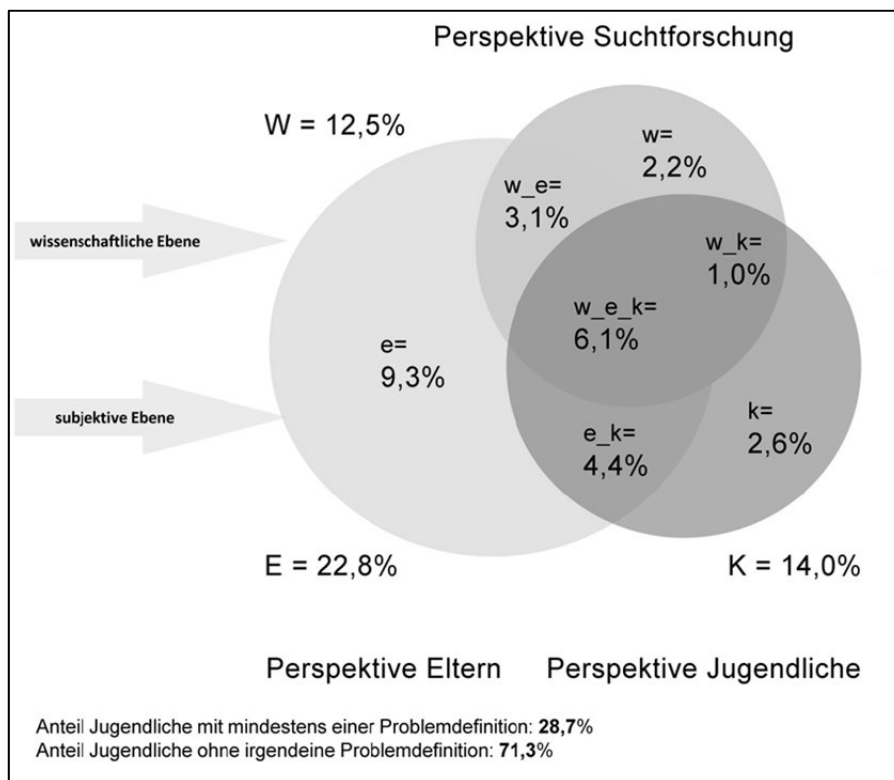 Perspektive Suchtforschung
W = 12,5%
w=
2,2%
w_e=
3,1%
wissenschaftliche Ebene
w_k=
1,0%
w_e_k=
6,1%
e=
9,3%
subjektive Ebene
k=
2,6%
e_k=
4,4%
E = 22,8%
K = 14,0%
Perspektive Eltern
Perspektive Jugendliche
Anteil Jugendliche mit mindestens einer Problemdefinition: 28,7%
Anteil Jugendliche ohne irgendeine Problemdefinition: 71,3%